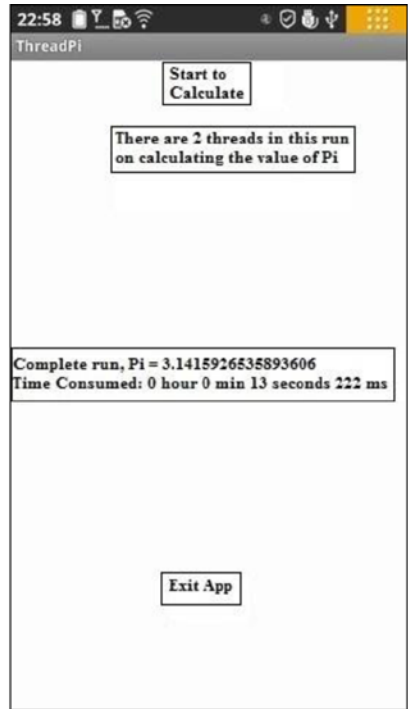 22:58
ThreadPi
Start to
Calculate
There are 2 threads in this run
on calculating the value of Pi
Complete run, Pi = 3.1415926535893606
Time Consumed: 0 hour 0 min 13 seconds 222 ms
Exit App